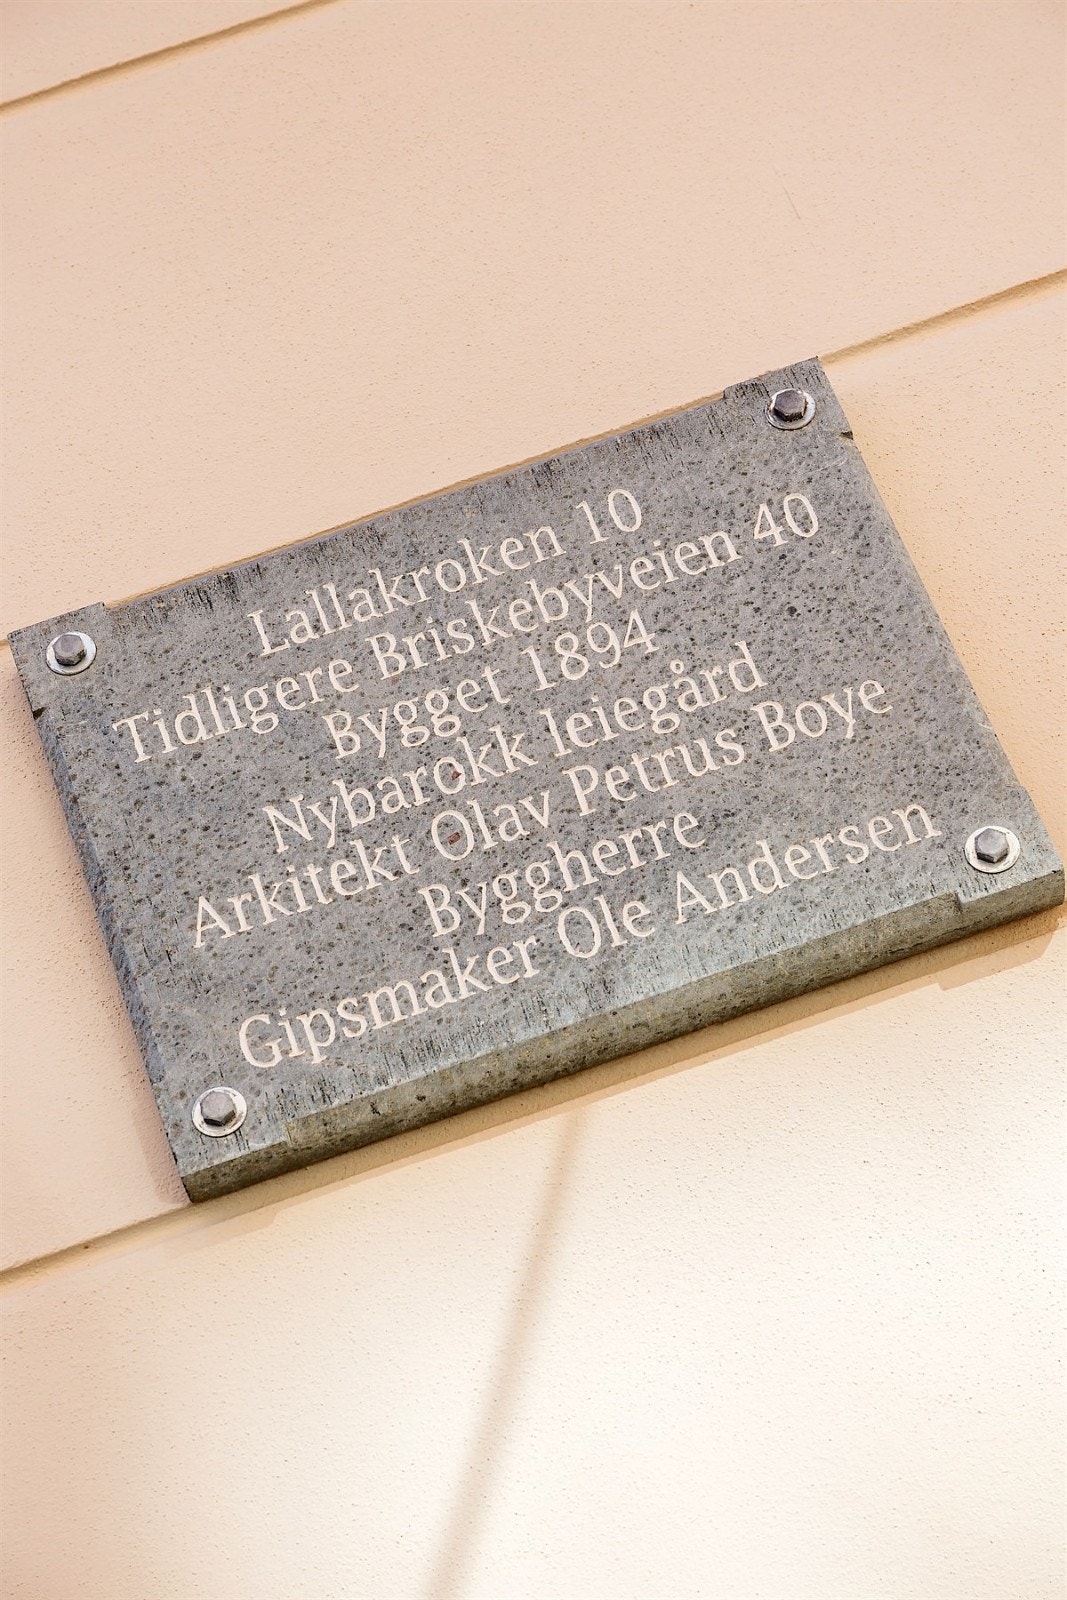 Lallakroken 10
Tidligere Briskebyveien 40
Bygget 1894
Nybarokk leiegård
Arkitekt Olav Petrus Boye
Byggherre
Gipsmaker Ole Andersen